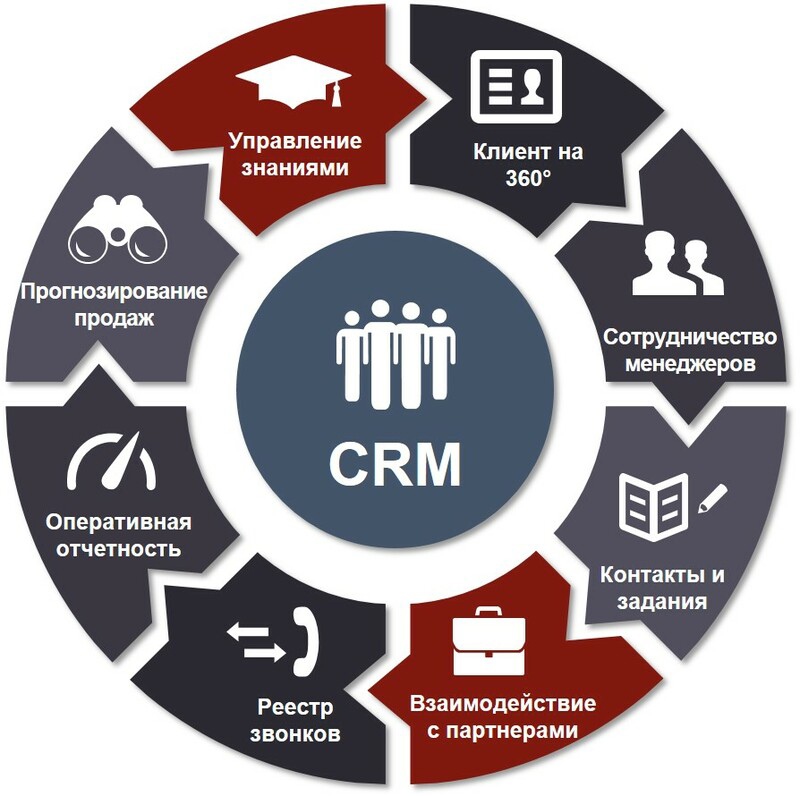 Управление
знаниями
Клиент на
360°
Сотрудничество
менеджеров
Контакты и
задания
Взаимодействие
с партнерами
Реестр
звонков
Оперативная
отчетность
Прогнозирование
продаж
CRM